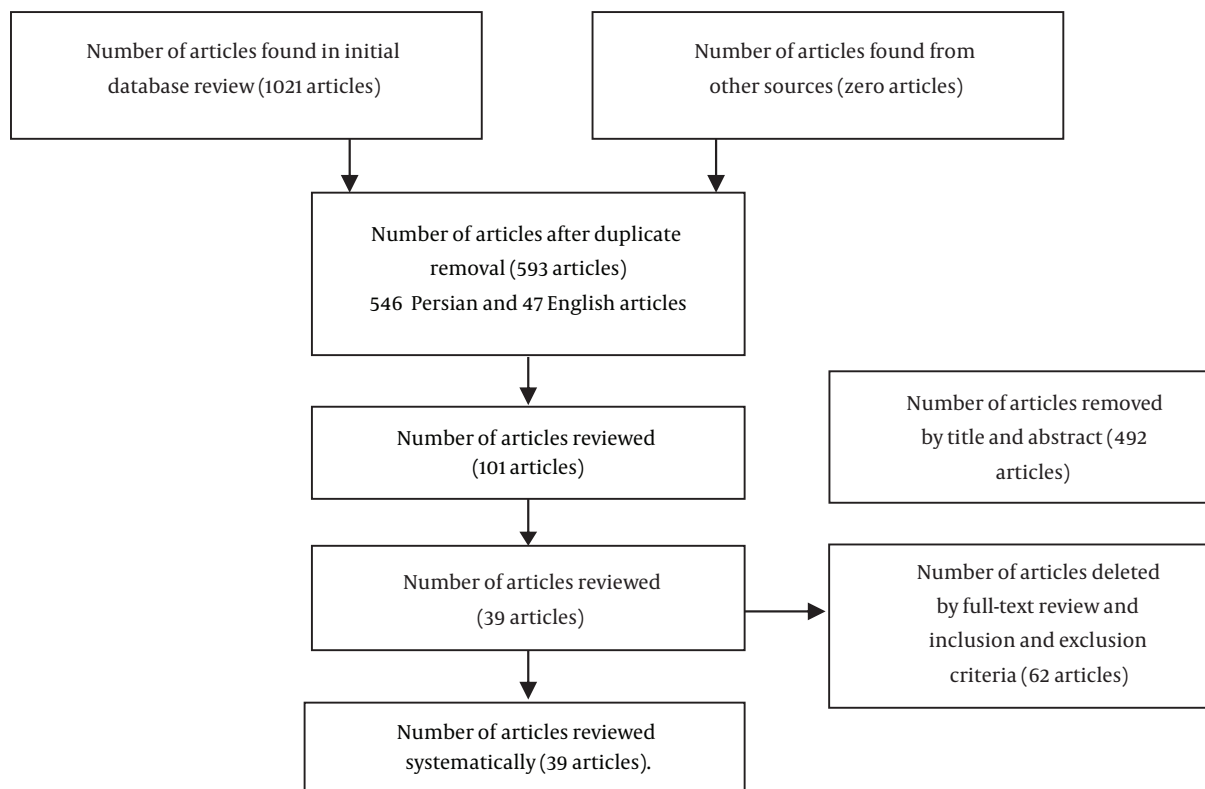 Number of articles found in initial
database review (1021 articles)
Number of articles found from
other sources (zero articles)
Number of articles after duplicate
removal (593 articles)
546 Persian and 47 English articles
Number of articles reviewed
(101 articles)
Number of articles removed
by title and abstract (492
articles)
Number of articles reviewed
(39 articles)
Number of articles deleted
by full-text review and
inclusion and exclusion
criteria (62 articles)
Number of articles reviewed
systematically (39 articles).